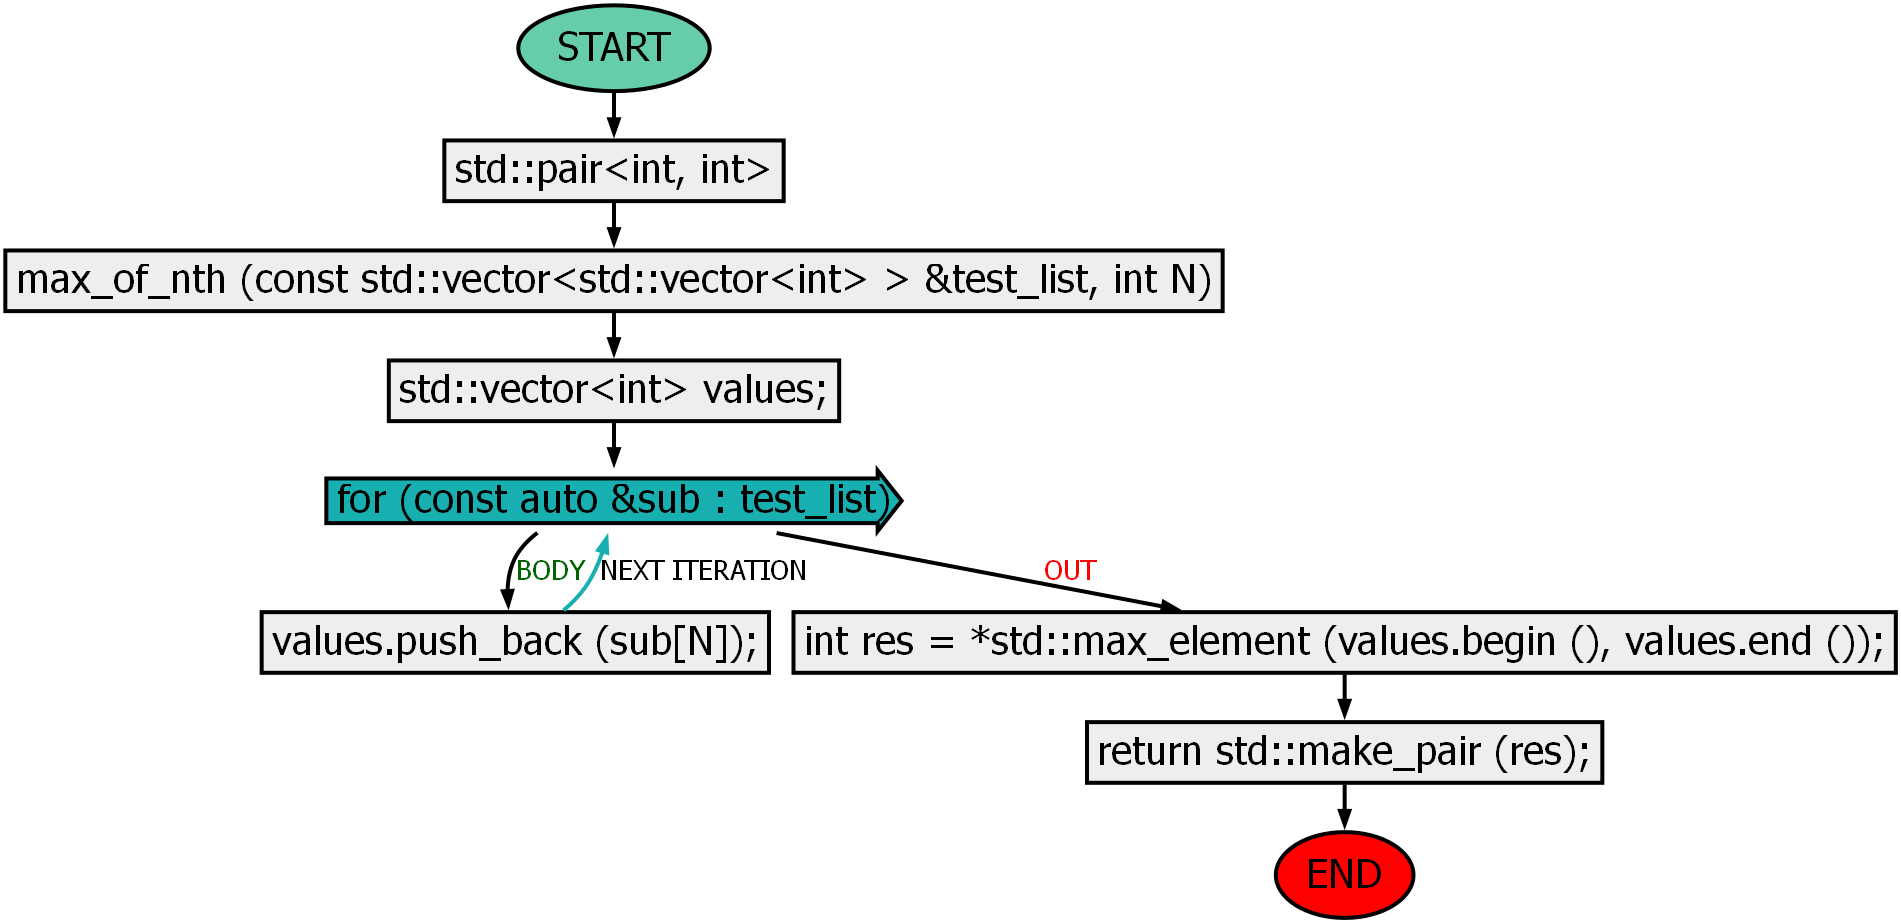 START
std::pair<int, int>
max_of_nth (const std::vector<std::vector<int> > &test_list, int N)
std::vector<int> values;
for (const auto &sub : test_list)
BODY
NEXT ITERATION
OUT
values.push_back (sub[N]);
int res = *std::max_element (values.begin (), values.end ());
return std::make_pair (res);
END